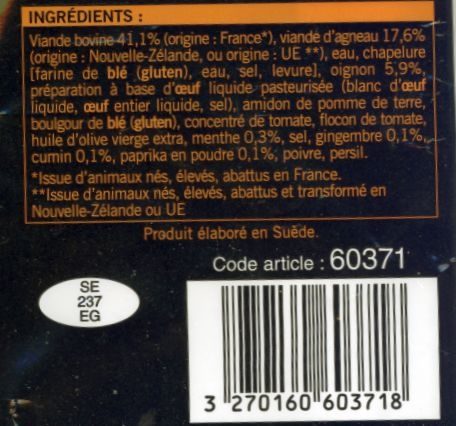 INGRÉDIENTS :
Viande bovine 41,1% (origine : France*), viande d'agneau 17,6%
(origine : Nouvelle-Zélande, ou origine : UE **), eau, chapelure
[farine de blé (gluten), eau, sel, levure], oignon 5,9%,
préparation à base d'œuf liquide pasteurisée (blanc d'œuf
liquide, œuf entier liquide, sel), amidon de pomme de terre,
boulgour de blé (gluten), concentré de tomate, flocon de tomate,
huile d'olive vierge extra, menthe 0,3%, sel, gingembre 0,1%,
cumin 0,1%, paprika en poudre 0,1%, poivre, persil.
*Issue d'animaux nés, élevés, abattus en France.
**Issue d'animaux nés, élevés, abattus et transformé en
Nouvelle-Zélande ou UE
Produit élaboré en Suède.
Code article : 60371
SE
237
EG
3 270160 603718